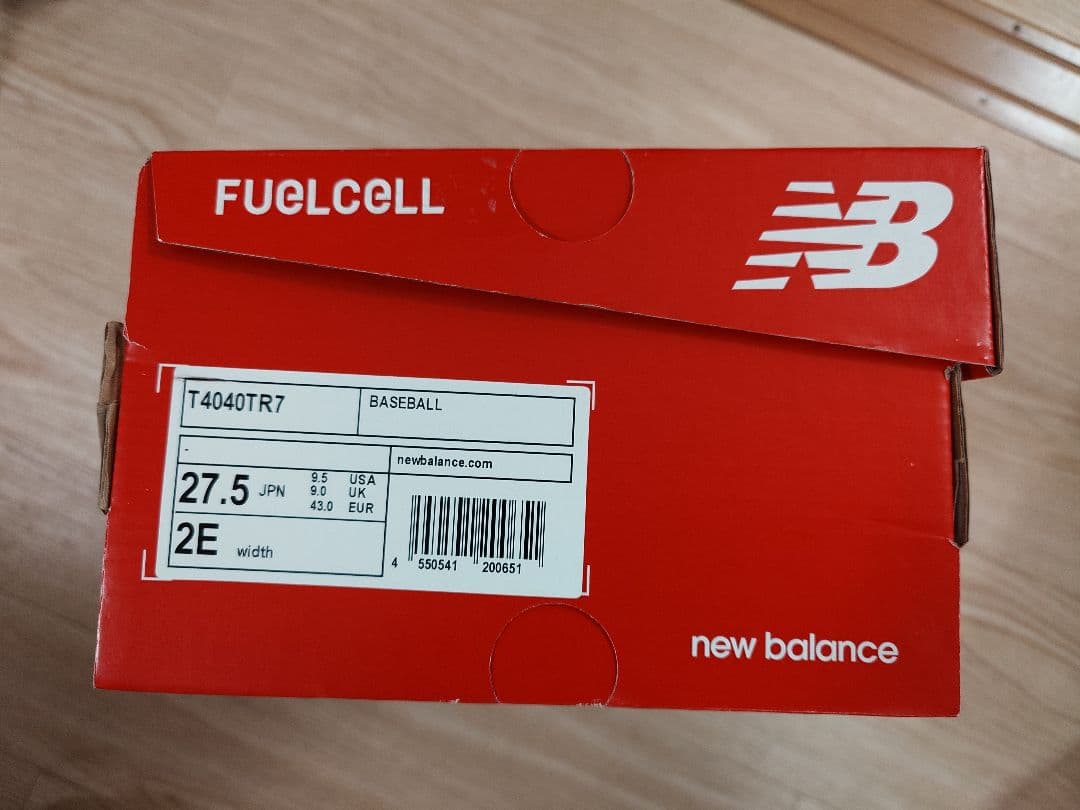 FUELCELL
NB
T4040TR7
BASEBALL
-
newbalance.com
27.5 JPN
9.5 USA
9.0 UK
43.0 EUR
2E width
4 550541 200651
new balance